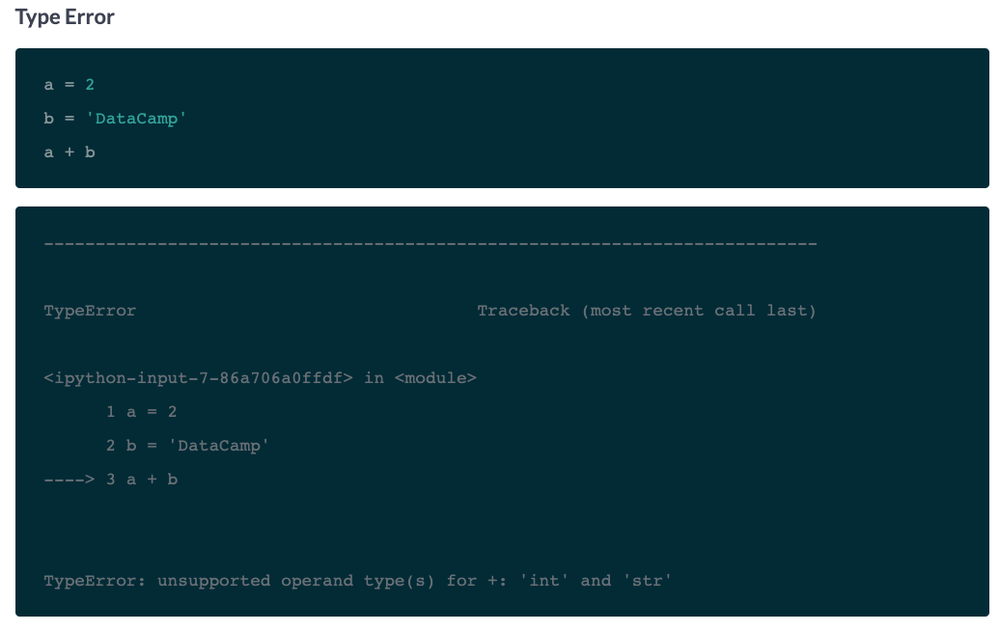 Type Error
a = 2
b = 'DataCamp'
a + b
---------------------------------------------------------------------------
TypeError                                 Traceback (most recent call last)
<ipython-input-7-86a706a0ffdf> in <module>
      1 a = 2
      2 b = 'DataCamp'
----> 3 a + b
TypeError: unsupported operand type(s) for +: 'int' and 'str'